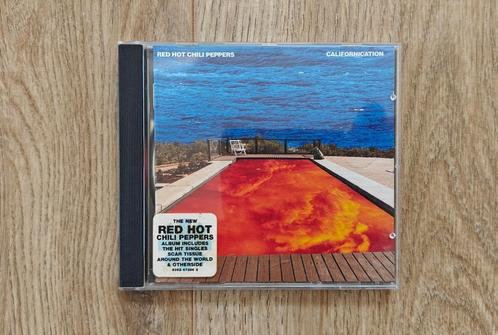 RED HOT CHILI PEPPERS
CALIFORNICATION
THE NEW
RED HOT
CHILI PEPPERS
ALBUM INCLUDES
THE HIT SINGLES
SCAR TISSUE
AROUND THE WORLD
& OTHERSIDE